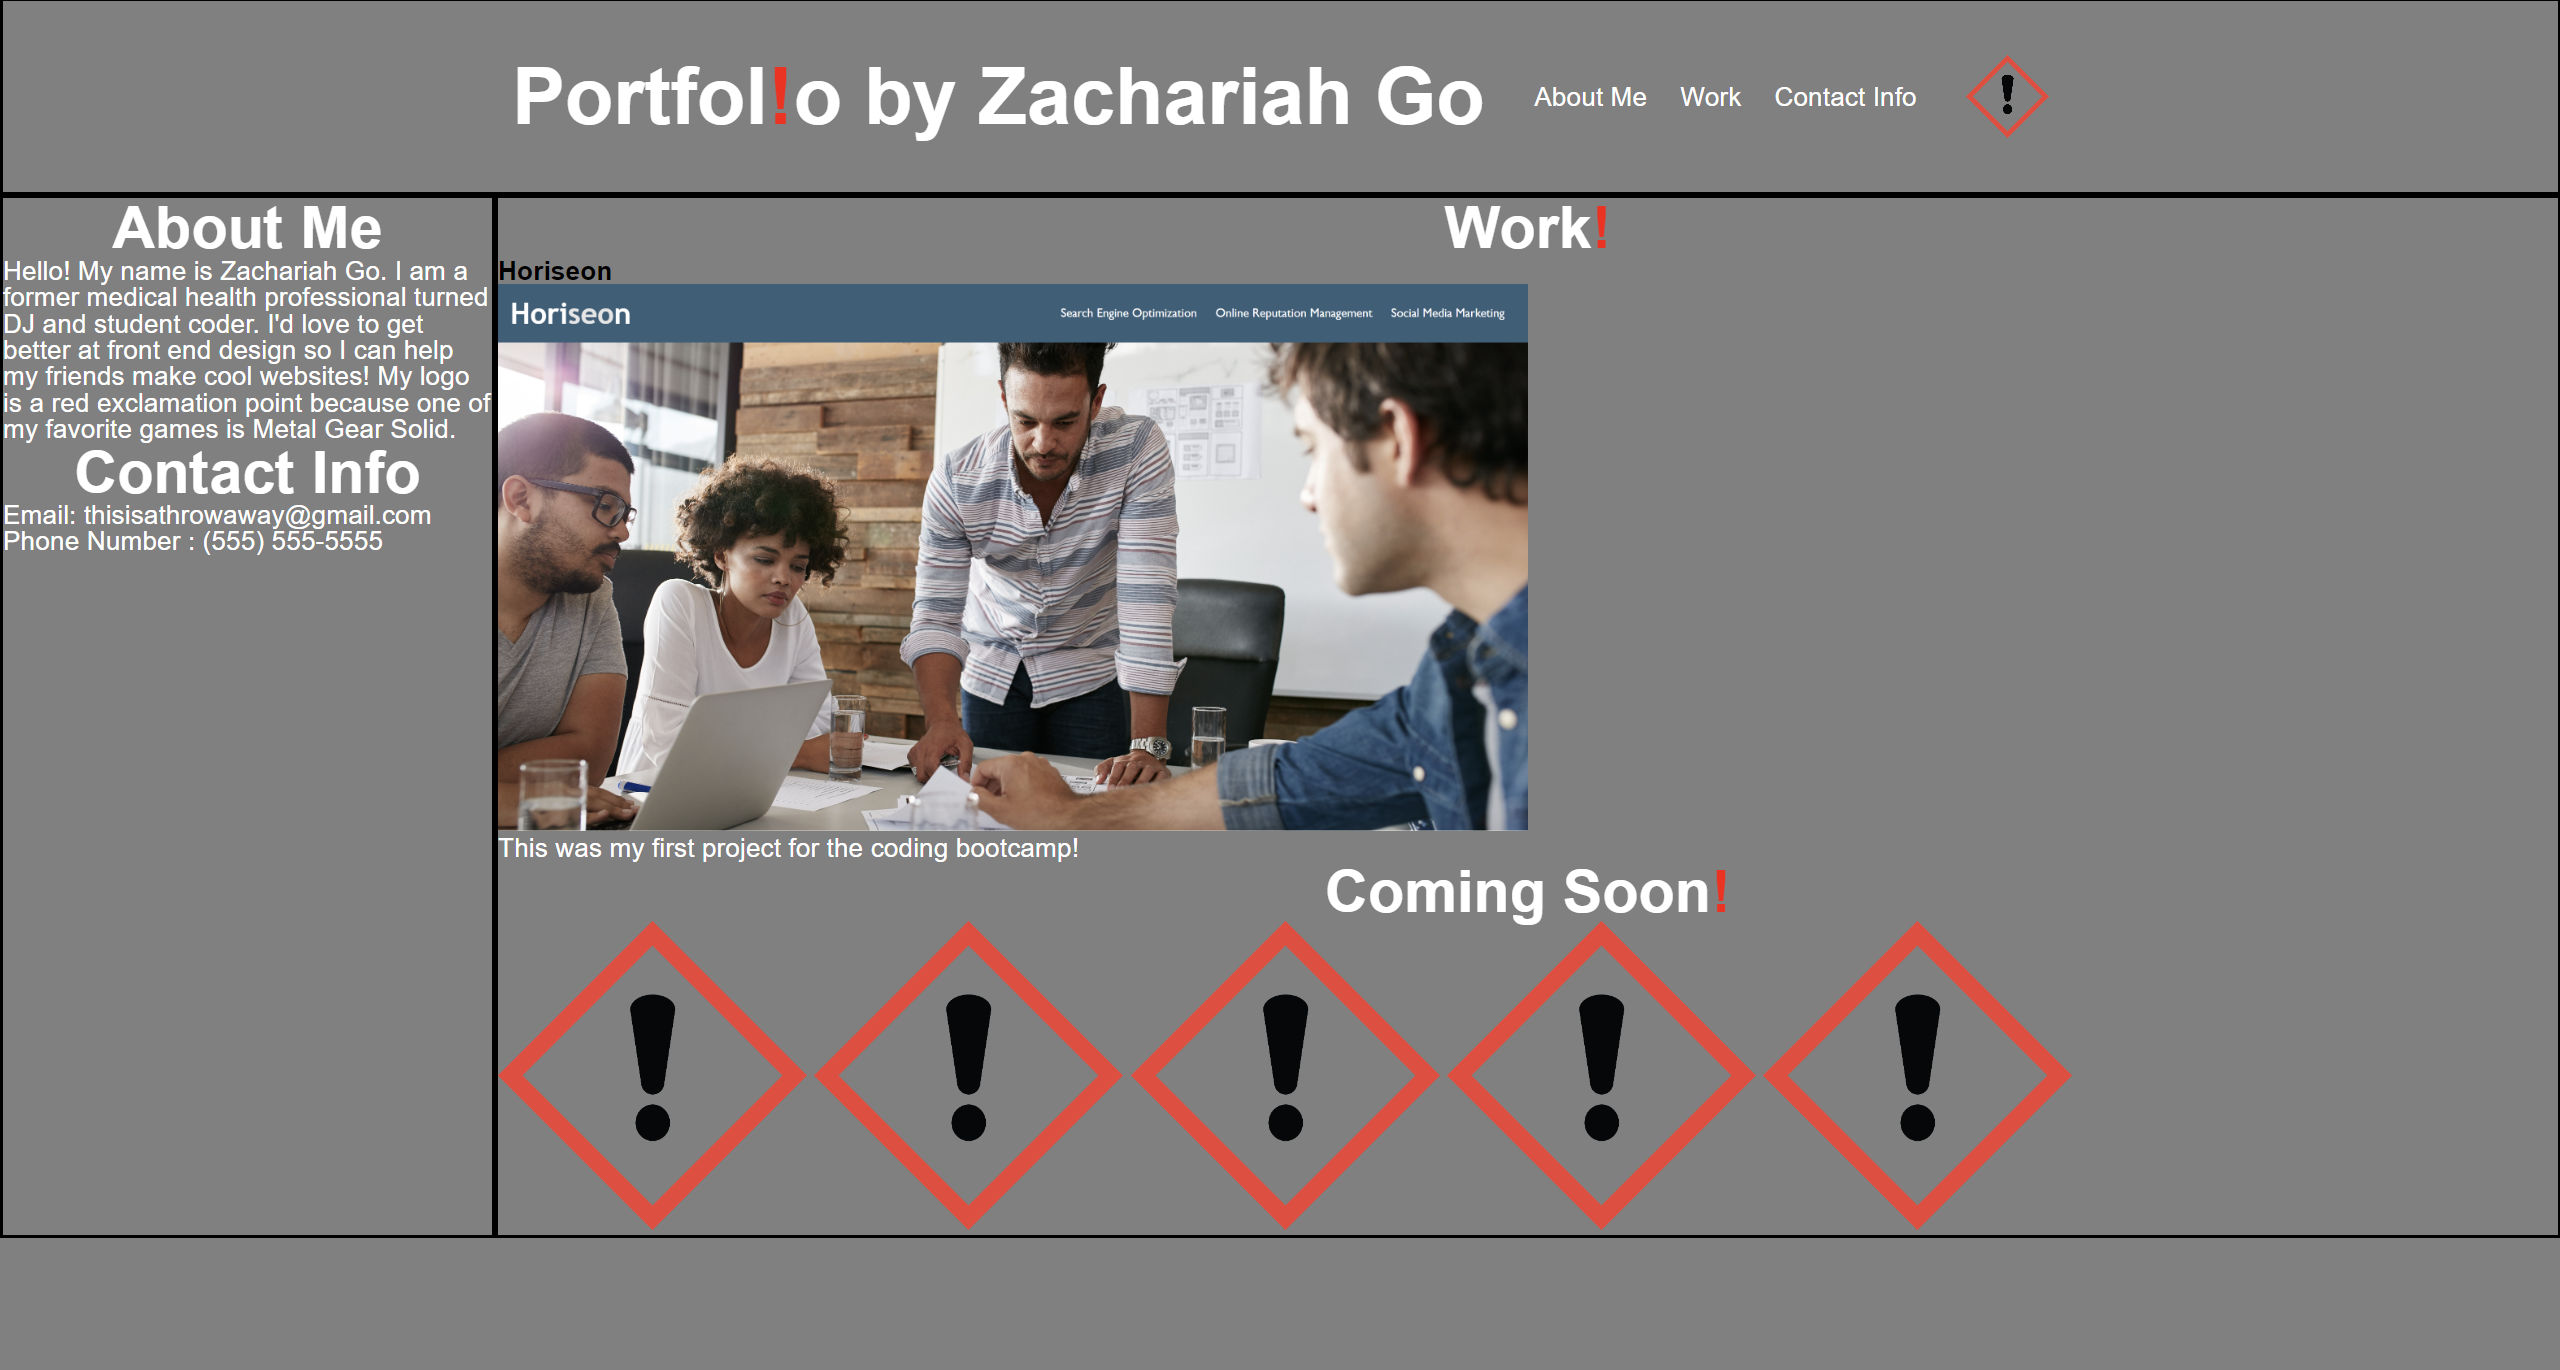 Portfol!o by Zachariah Go
About Me Work Contact Info
About Me
Hello! My name is Zachariah Go. I am a
former medical health professional turned
DJ and student coder. I'd love to get
better at front end design so I can help
my friends make cool websites! My logo
is a red exclamation point because one of
my favorite games is Metal Gear Solid.
Contact Info
Email: thisisathrowaway@gmail.com
Phone Number : (555) 555-5555
Work!
Horiseon
Horiseon
Search Engine Optimization Online Reputation Management Social Media Marketing
This was my first project for the coding bootcamp!
Coming Soon!